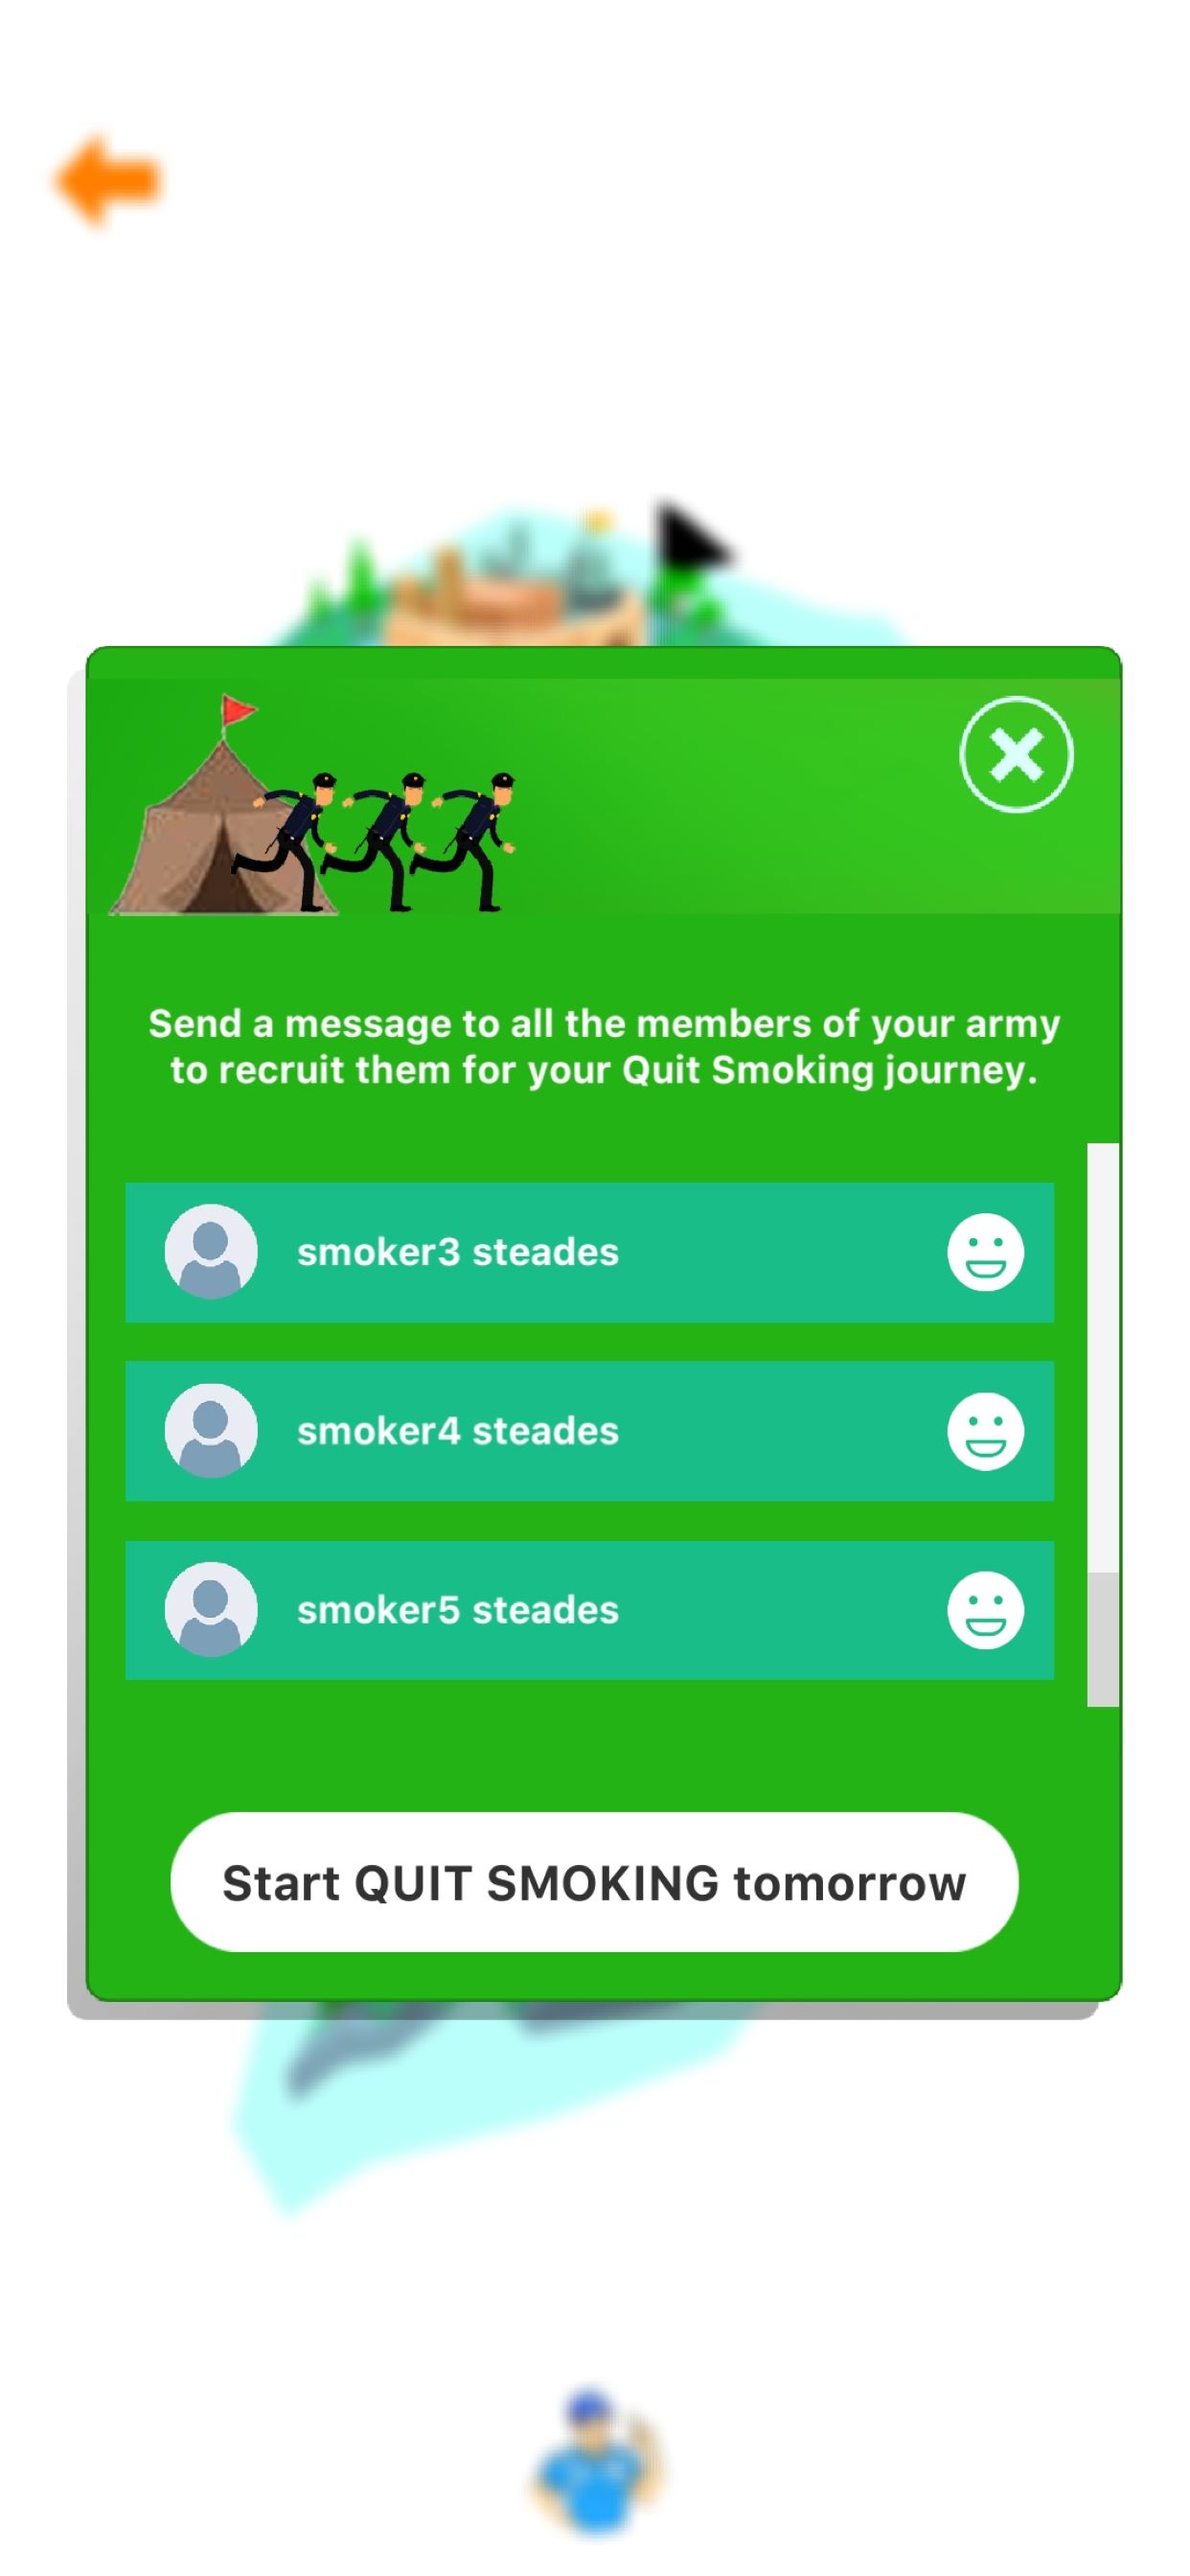 Send a message to all the members of your army
to recruit them for your Quit Smoking journey.
smoker3 steades
smoker4 steades
smoker5 steades
Start QUIT SMOKING tomorrow